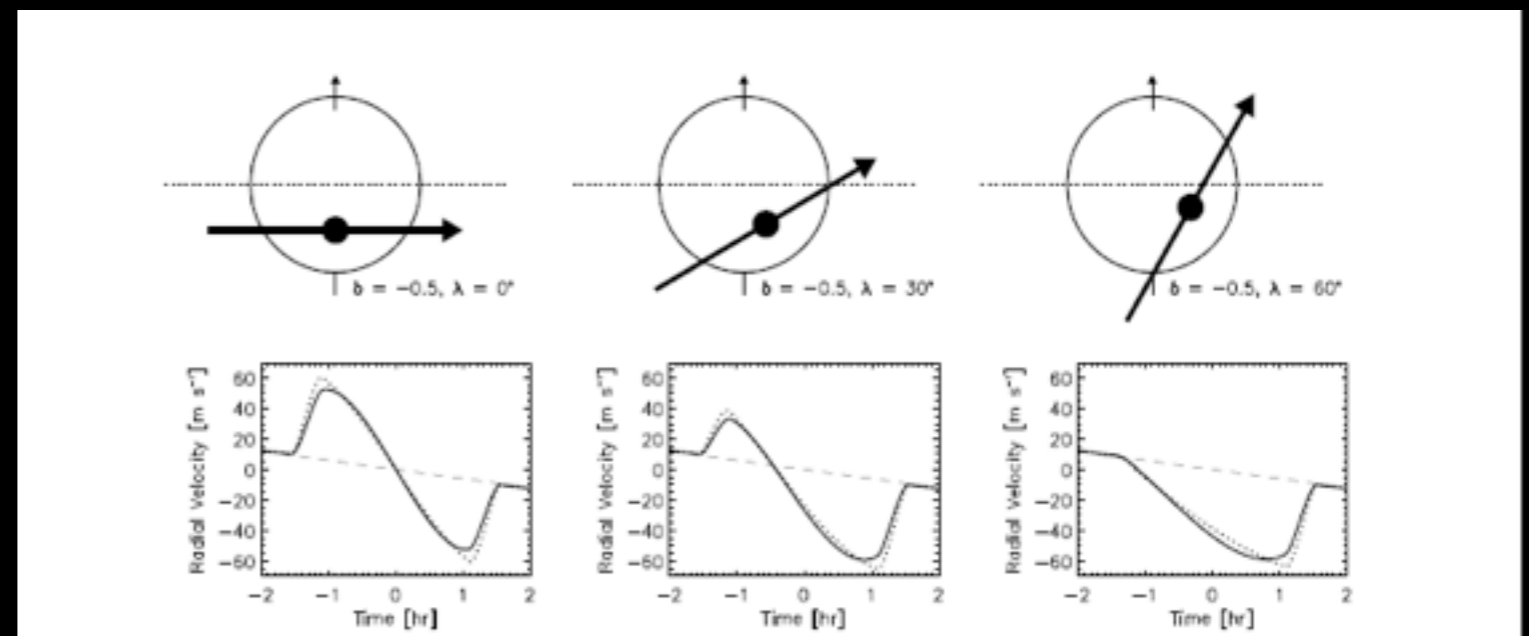 b = −0.5, λ = 0°
b = −0.5, λ = 30°
b = −0.5, λ = 60°
Radial Velocity [m s⁻¹]
60
40
20
0
−20
−40
−60
−2 −1 0 1 2
Time [hr]
Radial Velocity [m s⁻¹]
60
40
20
0
−20
−40
−60
−2 −1 0 1 2
Time [hr]
Radial Velocity [m s⁻¹]
60
40
20
0
−20
−40
−60
−2 −1 0 1 2
Time [hr]